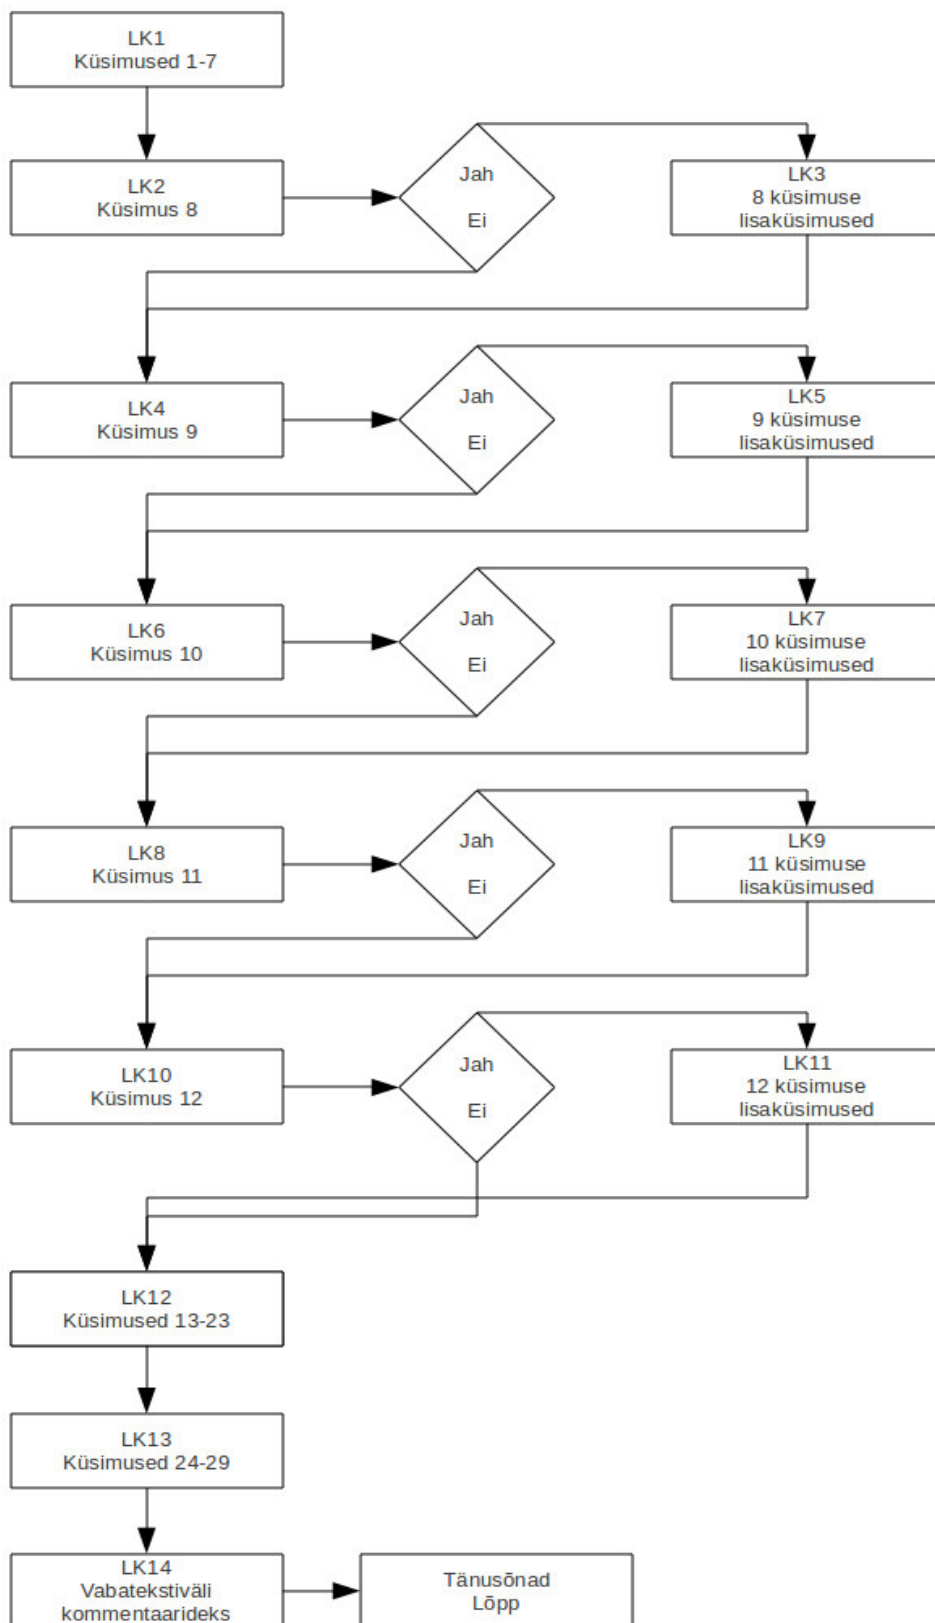 LK1
Küsimused 1-7
LK2
Küsimus 8
Jah
Ei
LK3
8 küsimuse
lisaküsimused
LK4
Küsimus 9
Jah
Ei
LK5
9 küsimuse
lisaküsimused
LK6
Küsimus 10
Jah
Ei
LK7
10 küsimuse
lisaküsimused
LK8
Küsimus 11
Jah
Ei
LK9
11 küsimuse
lisaküsimused
LK10
Küsimus 12
Jah
Ei
LK11
12 küsimuse
lisaküsimused
LK12
Küsimused 13-23
LK13
Küsimused 24-29
LK14
Vabatekstiväli
kommentaarideks
Tänusõnad
Lõpp